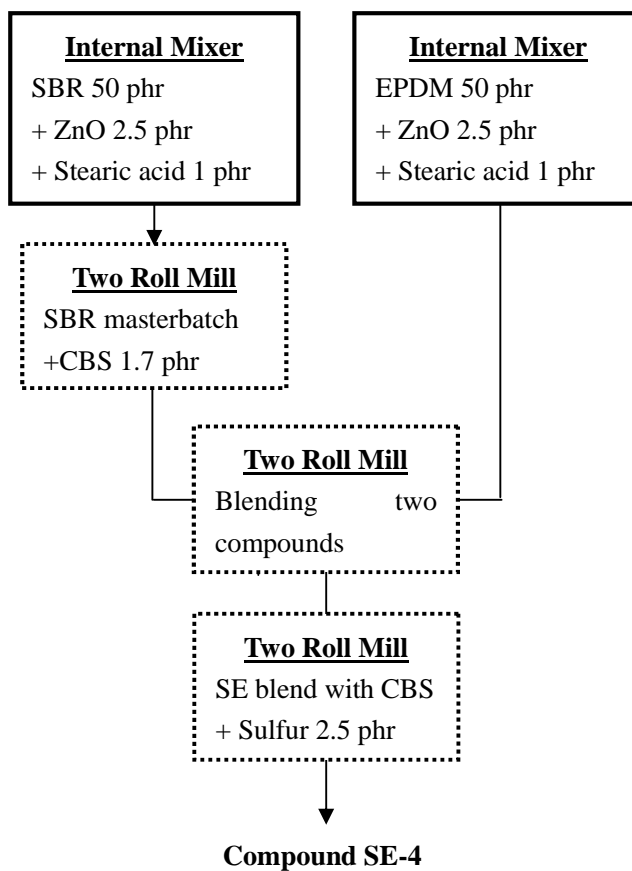 Internal Mixer
SBR 50 phr
+ ZnO 2.5 phr
+ Stearic acid 1 phr
Internal Mixer
EPDM 50 phr
+ ZnO 2.5 phr
+ Stearic acid 1 phr
Two Roll Mill
SBR masterbatch
+CBS 1.7 phr
Two Roll Mill
Blending two
compounds
Two Roll Mill
SE blend with CBS
+ Sulfur 2.5 phr
Compound SE-4